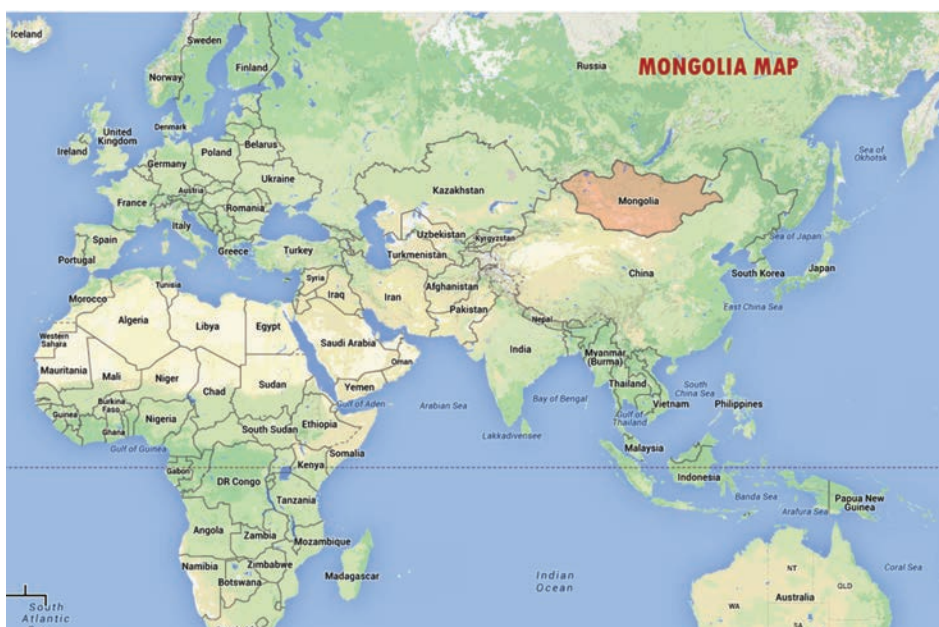 Iceland
Sweden
Finland
Norway
Russia
MONGOLIA MAP
United
Kingdom
Denmark
Ireland
Sea of
Okhotsk
Poland
Belarus
Germany
Ukraine
Austria
France
Kazakhstan
Mongolia
Romania
Italy
Uzbekistan
Kyrgyzstan
Sea of Japan
Spain
Greece
Turkey
Turkmenistan
Portugal
South Korea
Japan
China
Syria
Tunisia
Afghanistan
Iraq
Iran
Morocco
Pakistan
East China Sea
Algeria
Libya
Egypt
Nepal
Western
Sahara
Saudi Arabia
India
Myanmar
(Burma)
Oman
Mauritania
Mali
Niger
Chad
Sudan
Yemen
Thailand
South
China Sea
Gulf of Aden
Arabian Sea
Bay of Bengal
Vietnam
Philippines
Burkina
Faso
Guinea
Nigeria
Ethiopia
South Sudan
Gulf of
Thailand
Ghana
Lakkadivensee
Gulf of Guinea
Somalia
Malaysia
Kenya
Gabon
DR Congo
Indonesia
Tanzania
Banda Sea
Papua New
Guinea
Arafura Sea
Angola
Zambia
Mozambique
Namibia
Zimbabwe
Botswana
Madagascar
Indian
Ocean
NT
Coral Sea
QLD
Australia
WA
South
Atlantic
SA